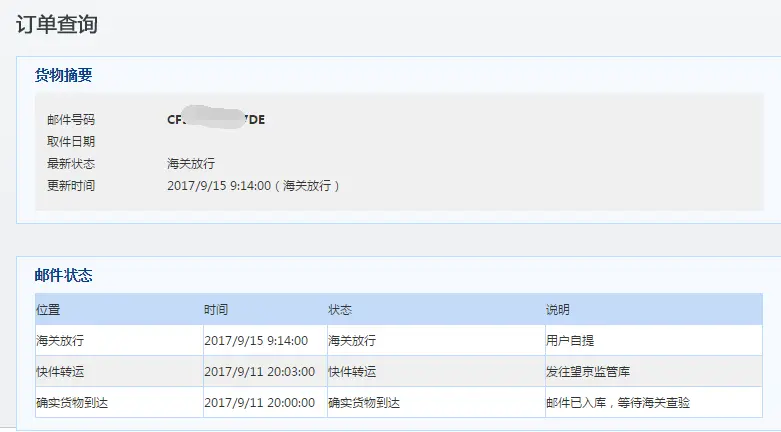 订单查询
货物摘要
邮件号码 CF 7DE
取件日期
最新状态 海关放行
更新时间 2017/9/15 9:14:00（海关放行）
邮件状态
位置 时间 状态 说明
海关放行 2017/9/15 9:14:00 海关放行 用户自提
快件转运 2017/9/11 20:03:00 快件转运 发往望京监管库
确实货物到达 2017/9/11 20:00:00 确实货物到达 邮件已入库，等待海关查验